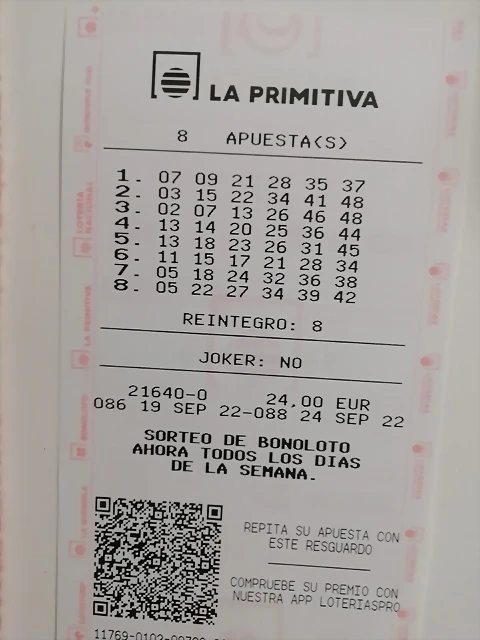 LA PRIMITIVA
8 APUESTA(S)
1. 07 09 21 28 35 37
2. 03 15 22 34 41 48
3. 02 07 13 26 46 48
4. 13 14 20 25 36 44
5. 13 18 23 26 31 45
6. 11 15 17 21 28 34
7. 05 18 24 32 36 38
8. 05 22 27 34 39 42
REINTEGRO: 8
JOKER: NO
21640-0 24,00 EUR
086 19 SEP 22-088 24 SEP 22
SORTEO DE BONOLOTO
AHORA TODOS LOS DIAS
DE LA SEMANA.
REPITA SU APUESTA CON
ESTE RESGUARDO
COMPRUEBE SU PREMIO CON
NUESTRA APP LOTERIASPRO
LOTERIA
NACIONAL
LA PRIMITIVA
BONOLOTO